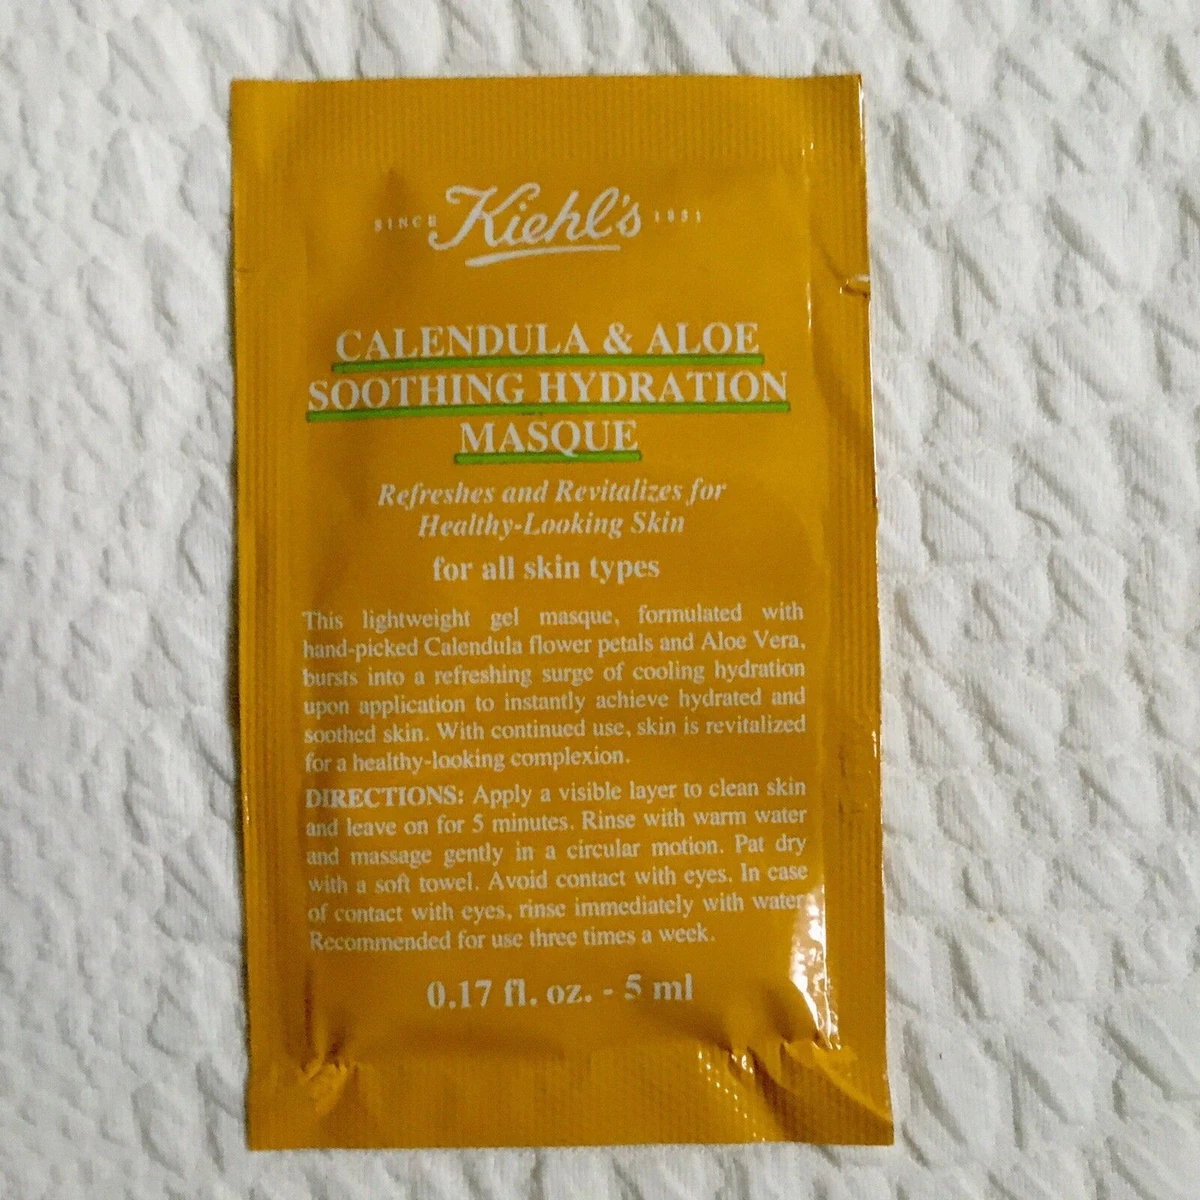 SINCE Kiehl's 1851
CALENDULA & ALOE
SOOTHING HYDRATION
MASQUE
Refreshes and Revitalizes for
Healthy-Looking Skin
for all skin types
This lightweight gel masque, formulated with
hand-picked Calendula flower petals and Aloe Vera,
bursts into a refreshing surge of cooling hydration
upon application to instantly achieve hydrated and
soothed skin. With continued use, skin is revitalized
for a healthy-looking complexion.
DIRECTIONS: Apply a visible layer to clean skin
and leave on for 5 minutes. Rinse with warm water
and massage gently in a circular motion. Pat dry
with a soft towel. Avoid contact with eyes. In case
of contact with eyes, rinse immediately with water.
Recommended for use three times a week.
0.17 fl. oz. - 5 ml